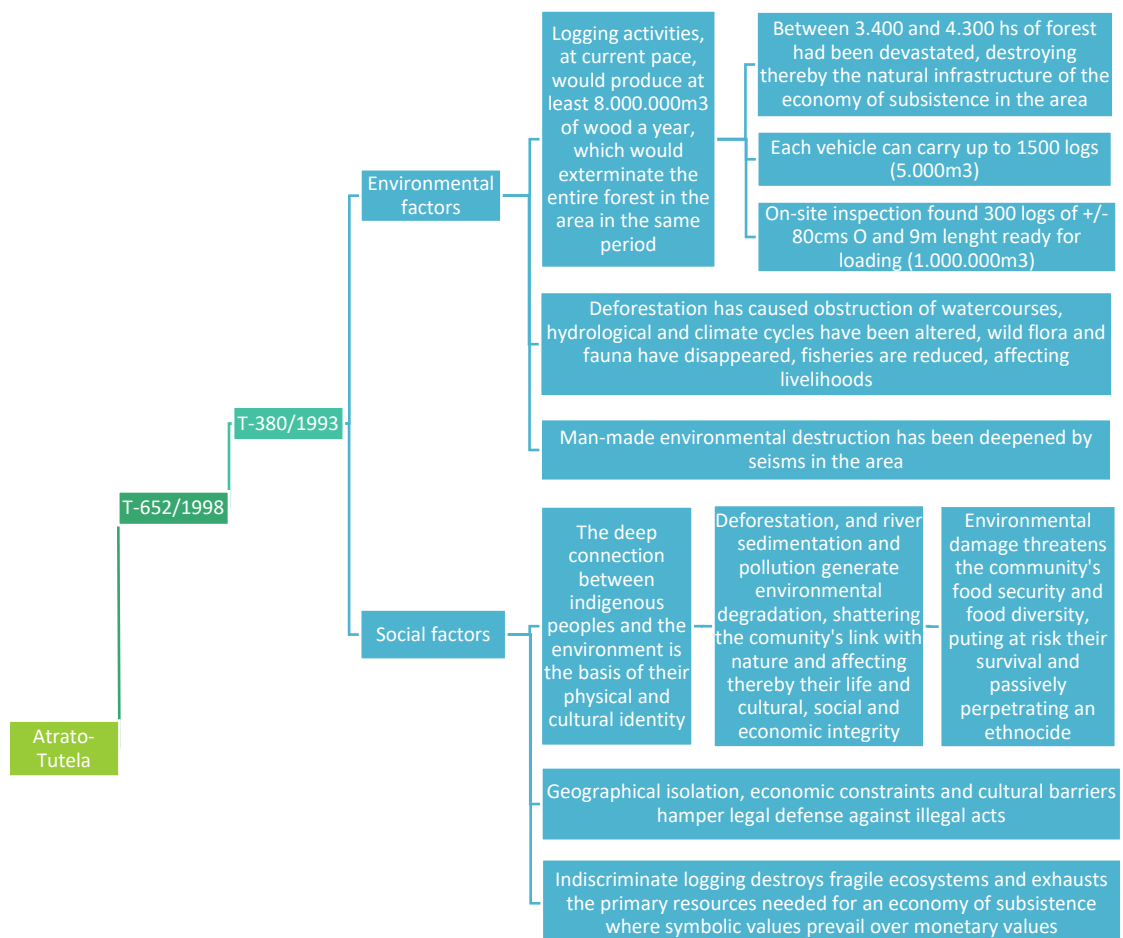 Atrato-
Tutela
T-652/1998
T-380/1993
Environmental
factors
Logging activities,
at current pace,
would produce at
least 8.000.000m3
of wood a year,
which would
exterminate the
entire forest in the
area in the same
period
Between 3.400 and 4.300 hs of forest
had been devastated, destroying
thereby the natural infrastructure of the
economy of subsistence in the area
Each vehicle can carry up to 1500 logs
(5.000m3)
On-site inspection found 300 logs of +/-
80cms O and 9m lenght ready for
loading (1.000.000m3)
Deforestation has caused obstruction of watercourses,
hydrological and climate cycles have been altered, wild flora and
fauna have disappeared, fisheries are reduced, affecting
livelihoods
Man-made environmental destruction has been deepened by
seisms in the area
Social factors
The deep
connection
between
indigenous
peoples and the
environment is
the basis of their
physical and
cultural identity
Deforestation, and river
sedimentation and
pollution generate
environmental
degradation, shattering
the comunity's link with
nature and affecting
thereby their life and
cultural, social and
economic integrity
Environmental
damage threatens
the community's
food security and
food diversity,
puting at risk their
survival and
passively
perpetrating an
ethnocide
Geographical isolation, economic constraints and cultural barriers
hamper legal defense against illegal acts
Indiscriminate logging destroys fragile ecosystems and exhausts
the primary resources needed for an economy of subsistence
where symbolic values prevail over monetary values